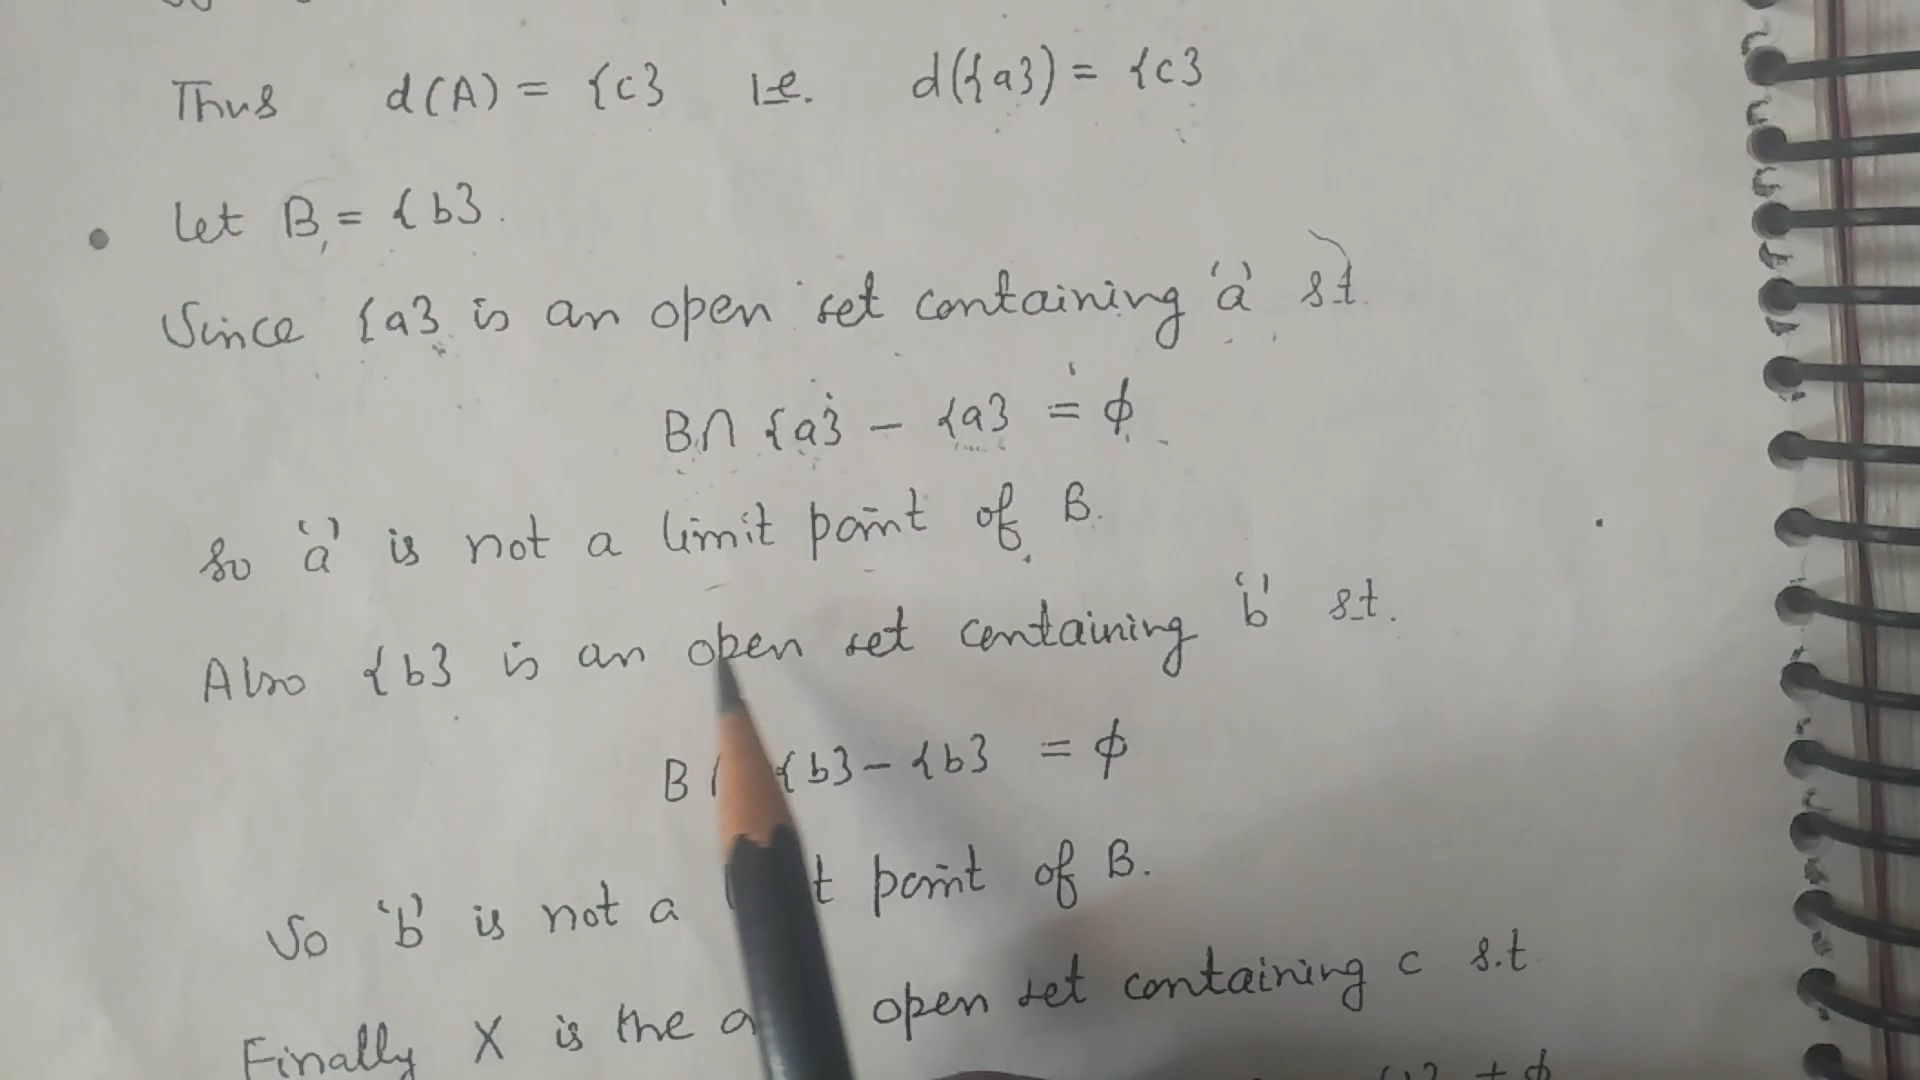 Thus d(A) = {c} i.e. d({a}) = {c}
• Let B = {b}.
Since {a} is an open set containing 'a' s.t.
B ∩ {a} - {a} = ϕ
So 'a' is not a limit point of B.
Also {b} is an open set containing 'b' s.t.
B {b} - {b} = ϕ
So 'b' is not a point of B.
Finally X is the open set containing c s.t
≠ ϕ